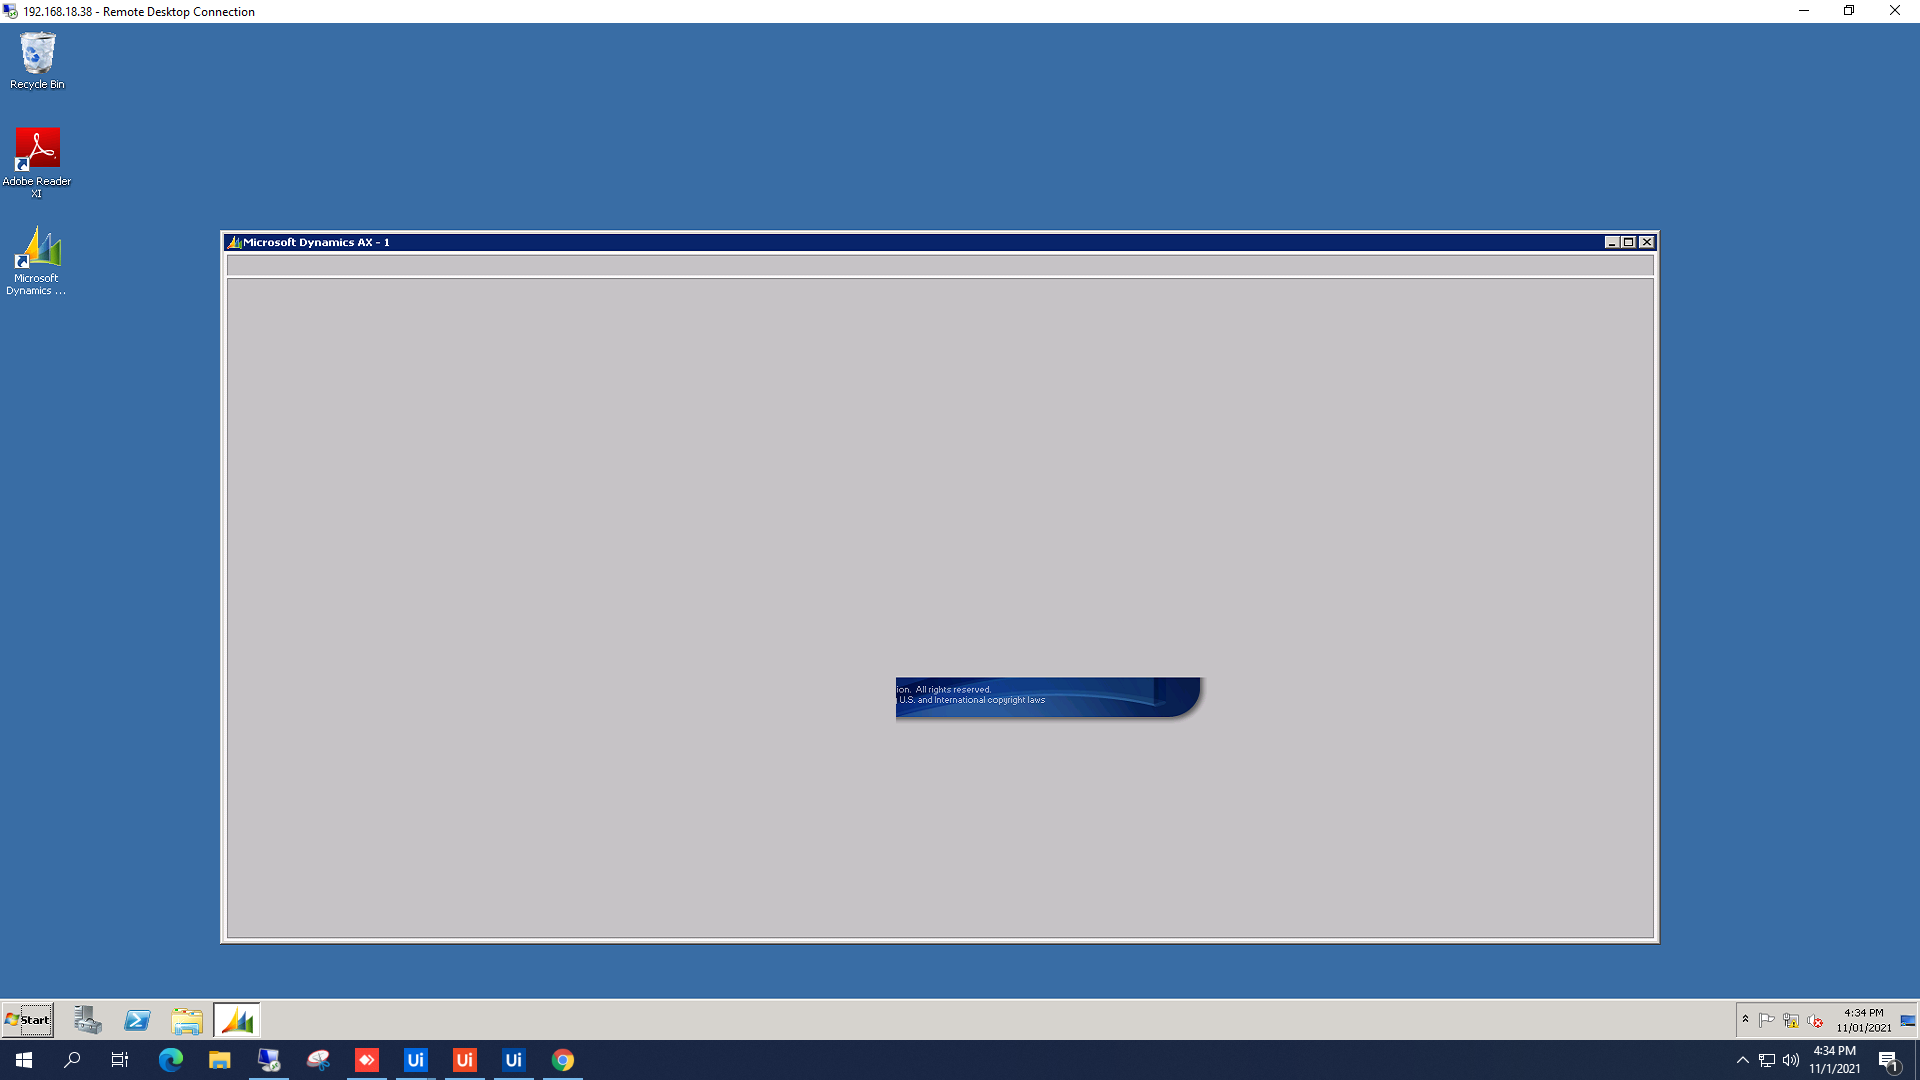 192.168.18.38 - Remote Desktop Connection
Recycle Bin
Adobe Reader
XI
Microsoft
Dynamics ...
Microsoft Dynamics AX - 1
ion. All rights reserved.
U.S. and International copyright laws
Start
4:34 PM
11/01/2021
Ui
Ui
Ui
4:34 PM
11/1/2021
1